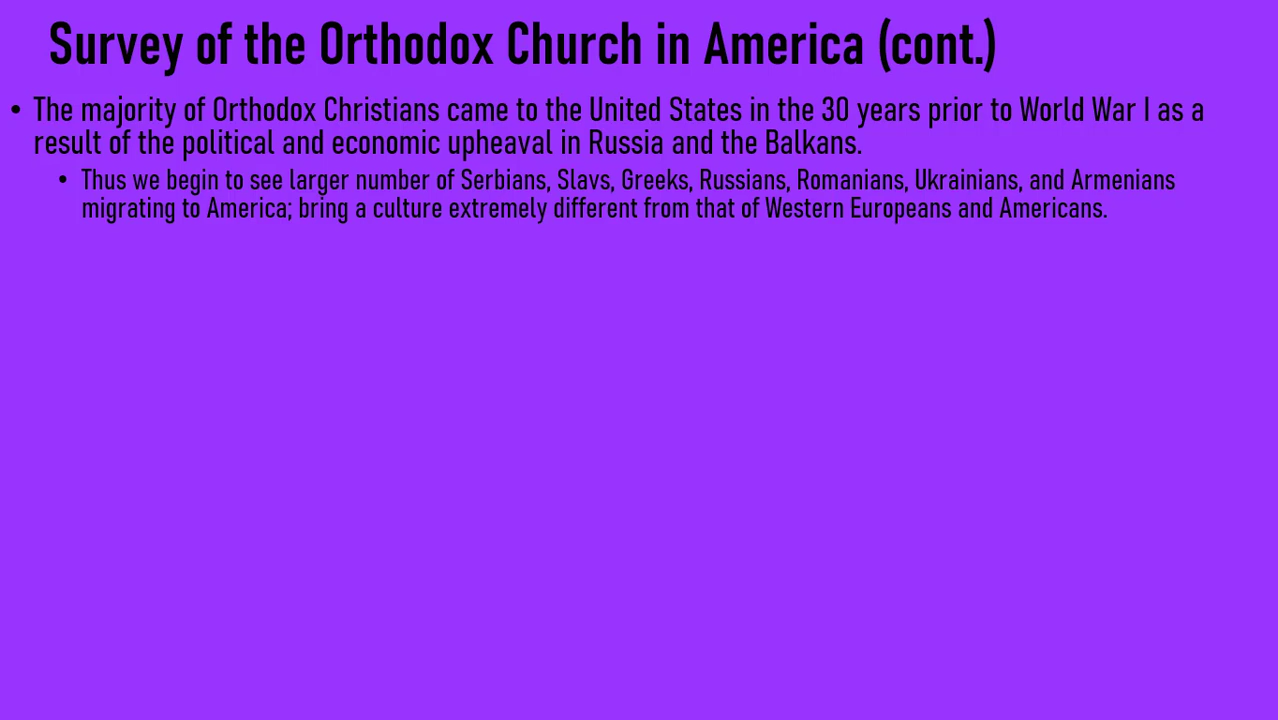 Survey of the Orthodox Church in America (cont.)
• The majority of Orthodox Christians came to the United States in the 30 years prior to World War I as a
result of the political and economic upheaval in Russia and the Balkans.
• Thus we begin to see larger number of Serbians, Slavs, Greeks, Russians, Romanians, Ukrainians, and Armenians
migrating to America; bring a culture extremely different from that of Western Europeans and Americans.